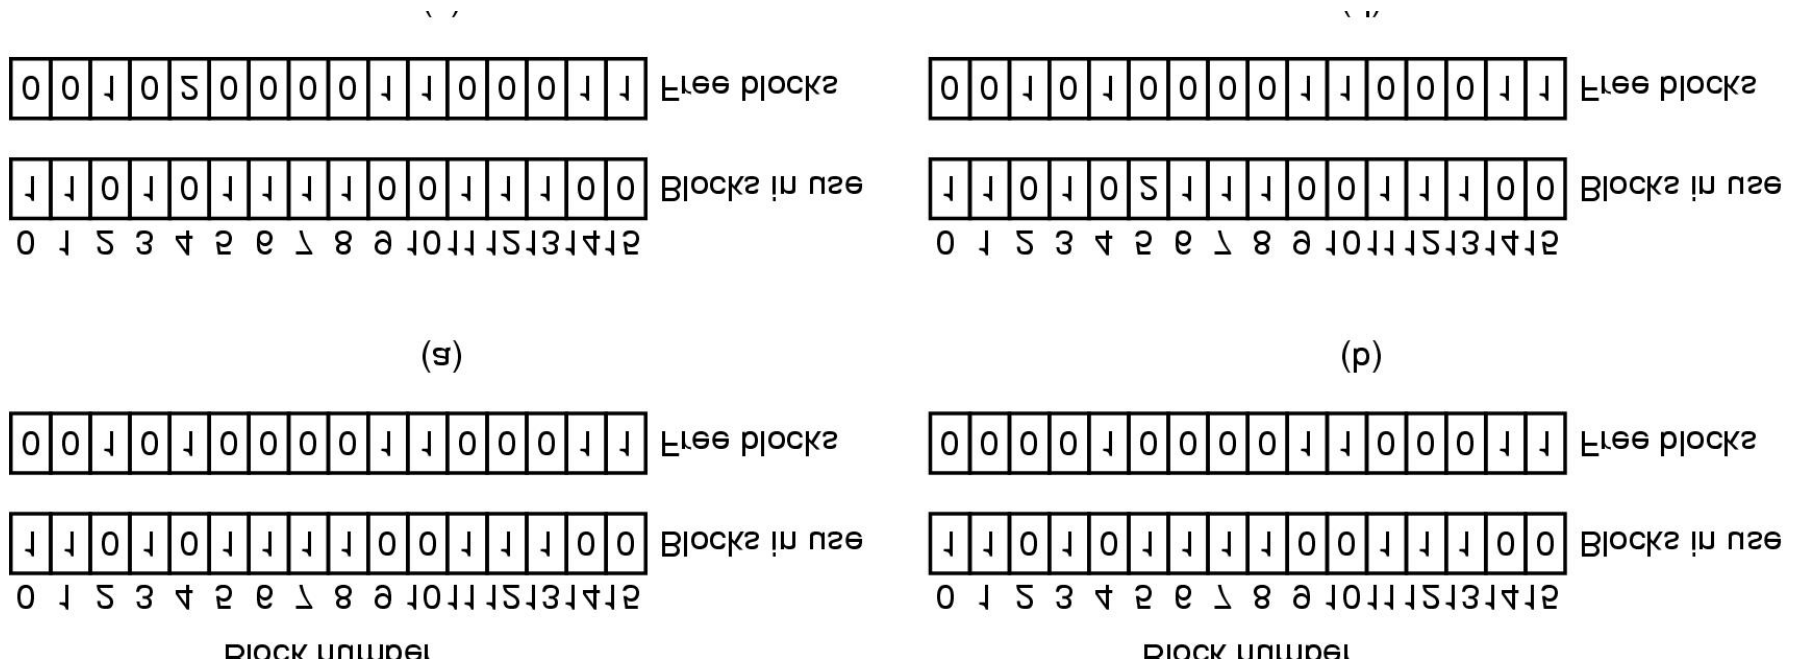 Block number
0 1 2 3 4 5 6 7 8 9 10 11 12 13 14 15
1 1 0 1 0 1 1 1 1 0 0 1 1 1 0 0 Blocks in use
0 0 1 0 1 0 0 0 0 1 1 0 0 0 1 1 Free blocks
(a)
Block number
0 1 2 3 4 5 6 7 8 9 10 11 12 13 14 15
1 1 0 1 0 1 1 1 1 0 0 1 1 1 0 0 Blocks in use
0 0 0 0 1 0 0 0 0 1 1 0 0 0 1 1 Free blocks
(b)
0 1 2 3 4 5 6 7 8 9 10 11 12 13 14 15
1 1 0 1 0 1 1 1 1 0 0 1 1 1 0 0 Blocks in use
0 0 1 0 2 0 0 0 0 1 1 0 0 0 1 1 Free blocks
0 1 2 3 4 5 6 7 8 9 10 11 12 13 14 15
1 1 0 1 0 2 1 1 1 0 0 1 1 1 0 0 Blocks in use
0 0 1 0 1 0 0 0 0 1 1 0 0 0 1 1 Free blocks